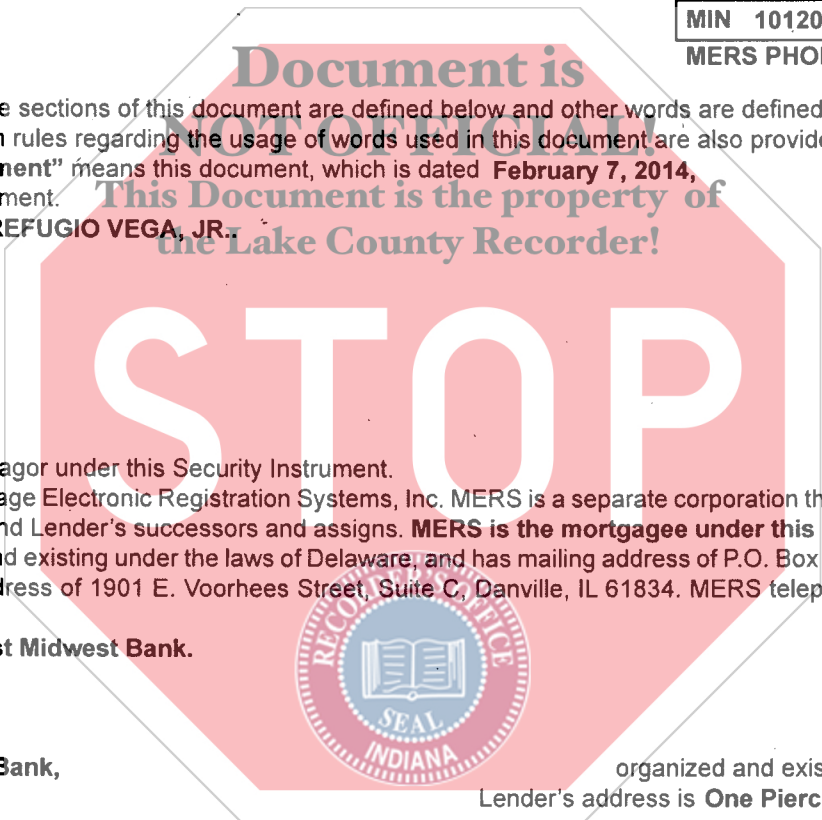 MIN 10120
MERS PHO
Document is
e sections of this document are defined below and other words are defined
n rules regarding the usage of words used in this document are also provide
NOT OFFICIAL!
nent” means this document, which is dated February 7, 2014,
ment.
This Document is the property of
REFUGIO VEGA, JR..
the Lake County Recorder!
STOP
agor under this Security Instrument.
age Electronic Registration Systems, Inc. MERS is a separate corporation th
nd Lender's successors and assigns. MERS is the mortgagee under this
d existing under the laws of Delaware, and has mailing address of P.O. Box
dress of 1901 E. Voorhees Street, Suite C, Danville, IL 61834. MERS telep
RECORDER'S OFFICE
st Midwest Bank.
SEAL
INDIANA
Bank,
organized and exis
Lender's address is One Pierc